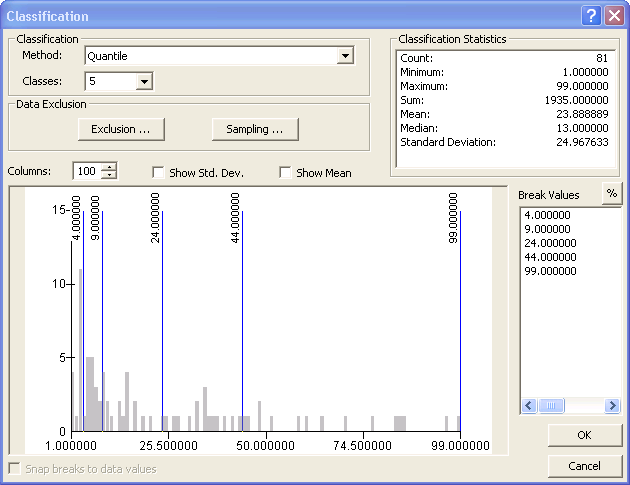 Classification
Classification
Method: Quantile
Classes: 5
Data Exclusion
Exclusion ... Sampling ...
Classification Statistics
Count: 81
Minimum: 1.000000
Maximum: 99.000000
Sum: 1935.000000
Mean: 23.888889
Median: 13.000000
Standard Deviation: 24.967633
Columns: 100 Show Std. Dev. Show Mean
Break Values %
4.000000
9.000000
24.000000
44.000000
99.000000
4.000000 9.000000 24.000000 44.000000 99.000000
15
10
5
0
1.000000 25.500000 50.000000 74.500000 99.000000
Snap breaks to data values
OK
Cancel